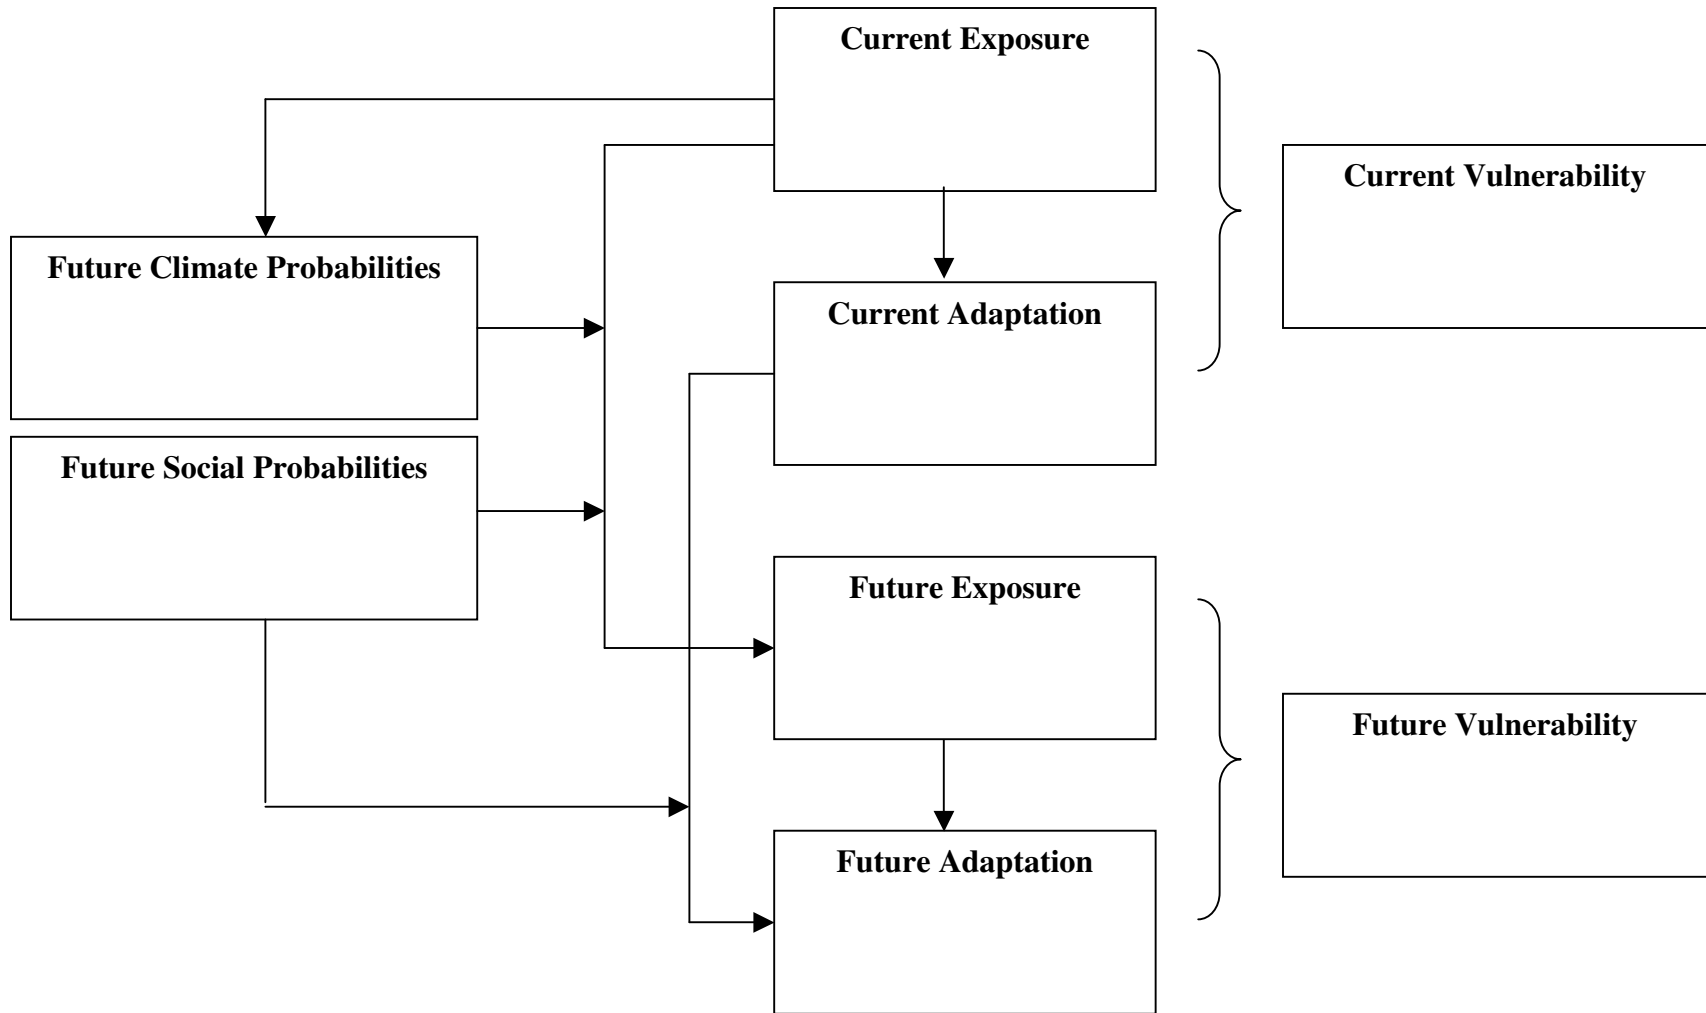 Current Exposure
Current Vulnerability
Future Climate Probabilities
Current Adaptation
Future Social Probabilities
Future Exposure
Future Vulnerability
Future Adaptation